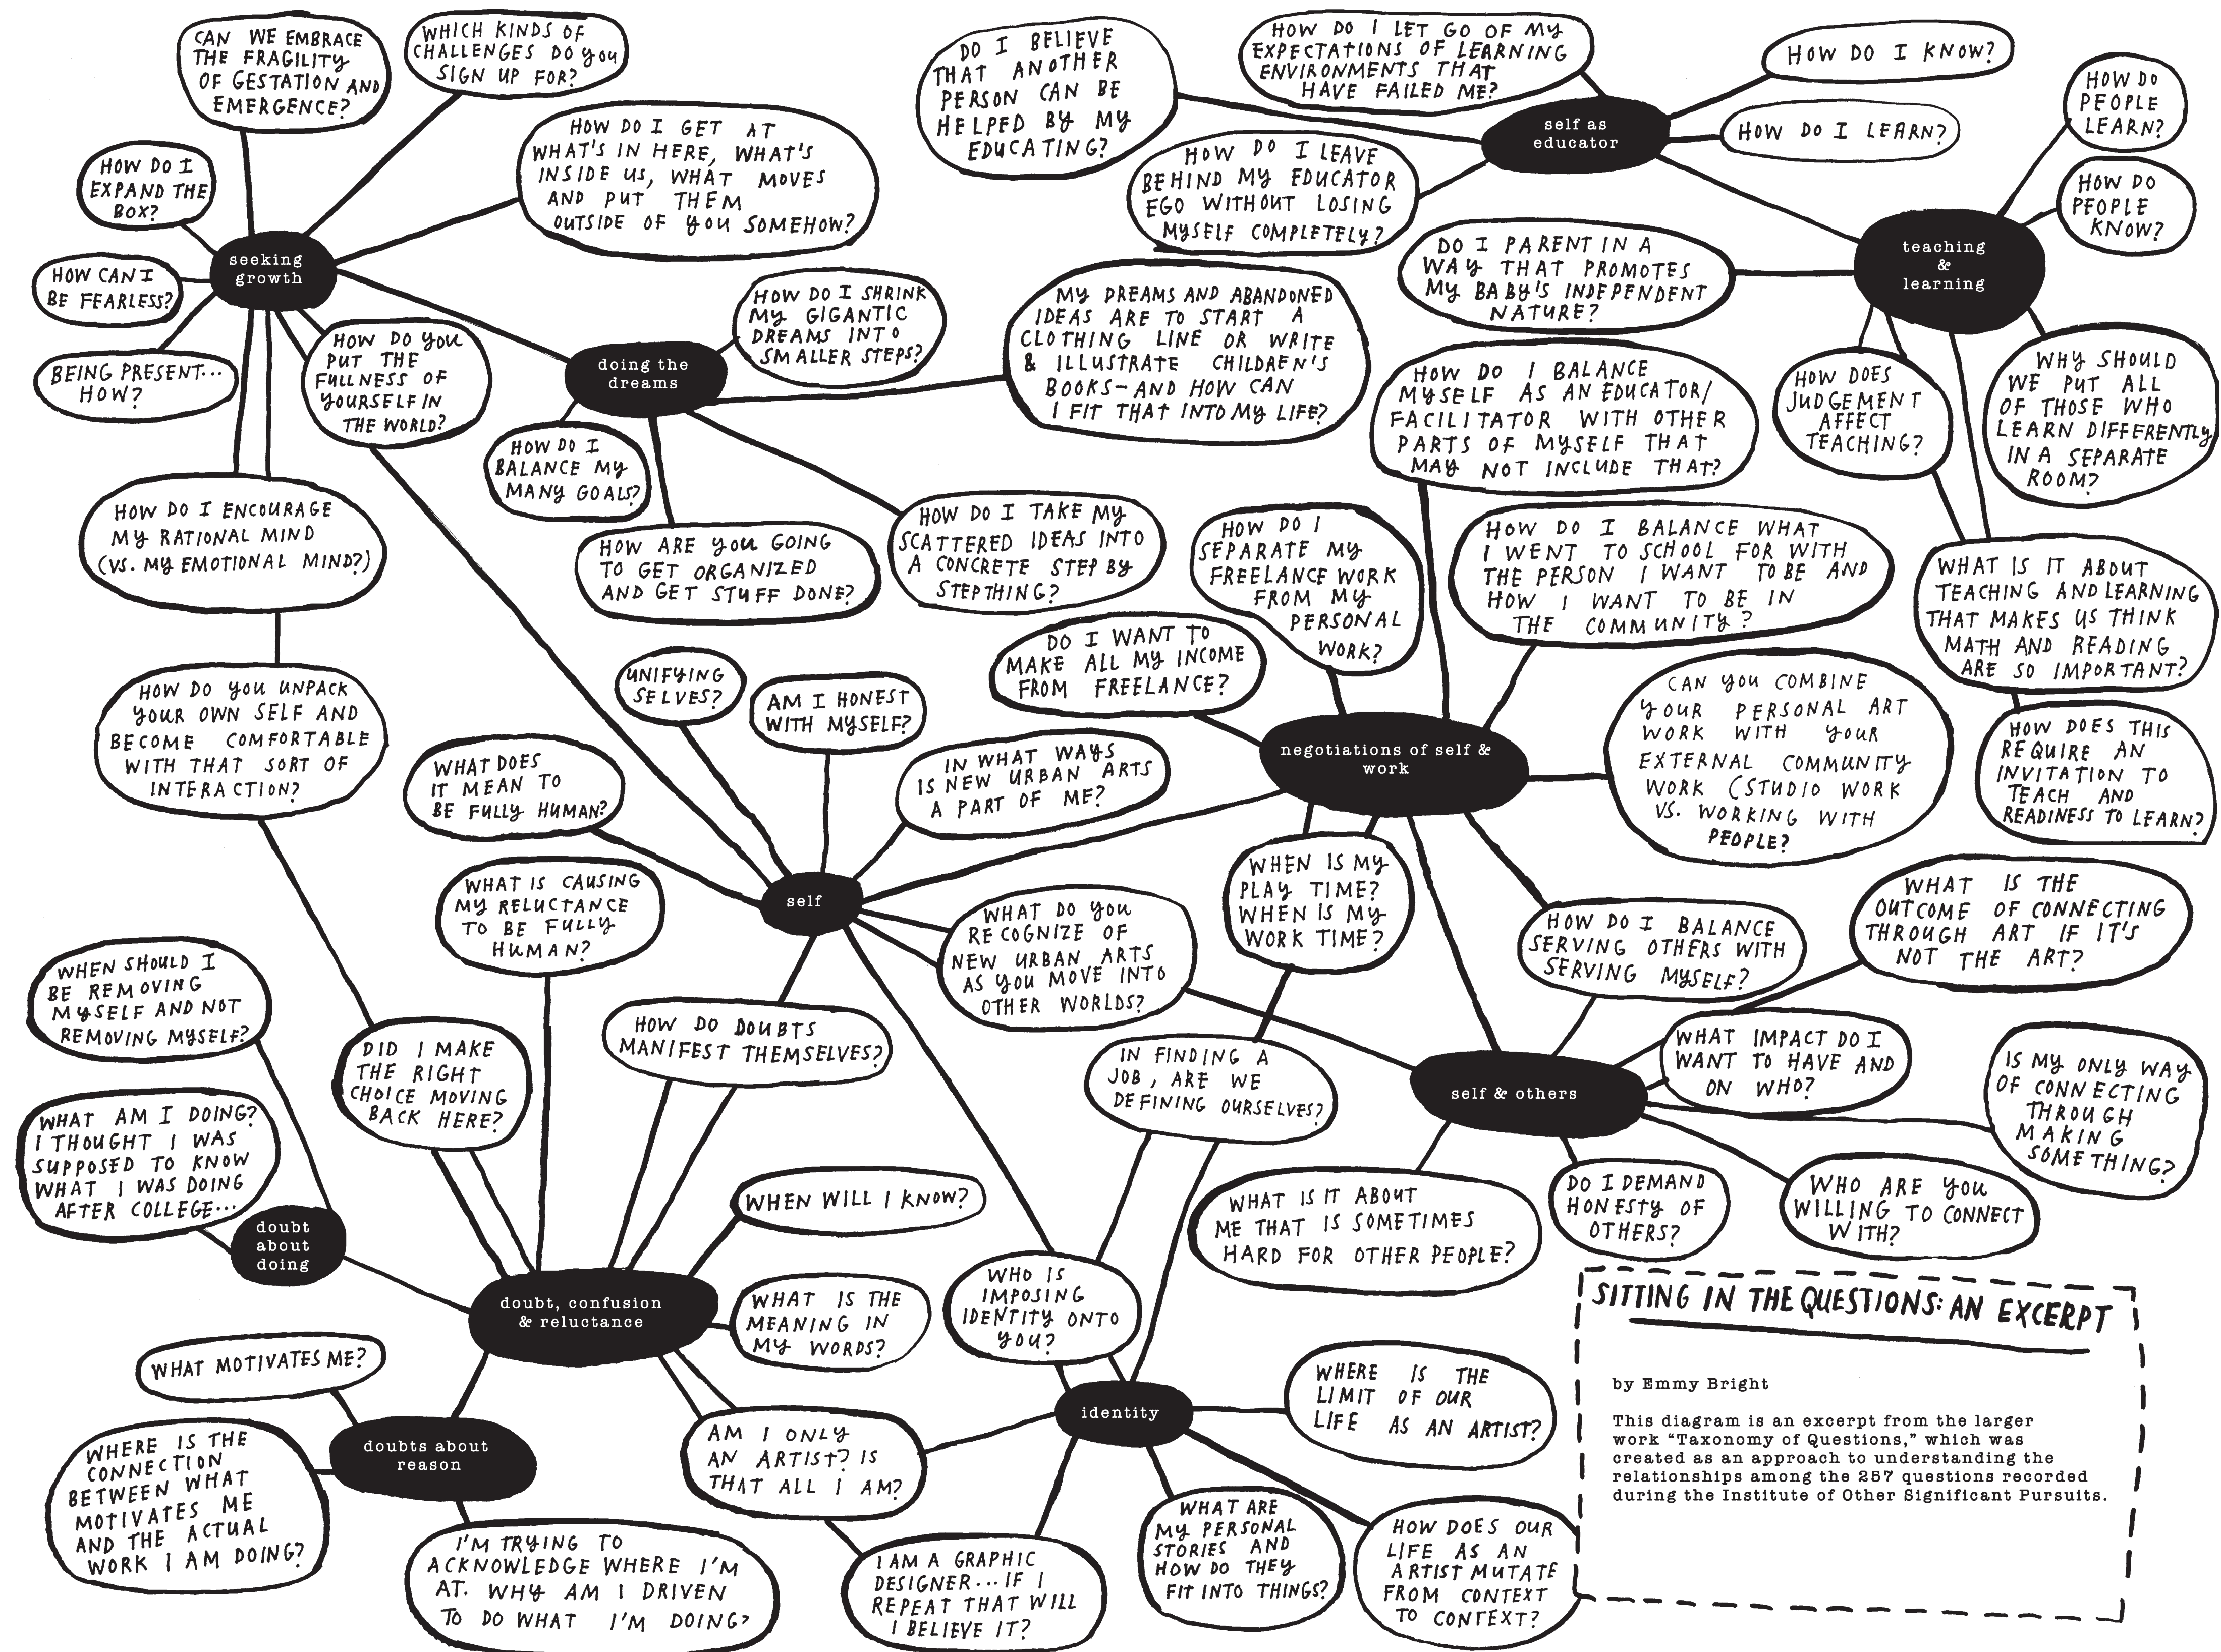 CAN WE EMBRACE
THE FRAGILITY
OF GESTATION AND
EMERGENCE?
WHICH KINDS OF
CHALLENGES DO YOU
SIGN UP FOR?
HOW DO I
EXPAND THE
BOX?
HOW DO I GET AT
WHAT'S IN HERE, WHAT'S
INSIDE US, WHAT MOVES
AND PUT THEM
OUTSIDE OF YOU SOMEHOW?
seeking
growth
HOW CAN I
BE FEARLESS?
BEING PRESENT...
HOW?
HOW DO YOU
PUT THE
FULLNESS OF
YOURSELF IN
THE WORLD?
doing the
dreams
HOW DO I SHRINK
MY GIGANTIC
DREAMS INTO
SMALLER STEPS?
MY DREAMS AND ABANDONED
IDEAS ARE TO START A
CLOTHING LINE OR WRITE
& ILLUSTRATE CHILDREN'S
BOOKS-AND HOW CAN
I FIT THAT INTO MY LIFE?
HOW DO I
BALANCE MY
MANY GOALS?
HOW ARE YOU GOING
TO GET ORGANIZED
AND GET STUFF DONE?
HOW DO I TAKE MY
SCATTERED IDEAS INTO
A CONCRETE STEP BY
STEPTHING?
DO I BELIEVE
THAT ANOTHER
PERSON CAN BE
HELPED BY MY
EDUCATING?
HOW DO I LET GO OF MY
EXPECTATIONS OF LEARNING
ENVIRONMENTS THAT
HAVE FAILED ME?
HOW DO I KNOW?
self as
educator
HOW DO I LEARN?
HOW DO I LEAVE
BEHIND MY EDUCATOR
EGO WITHOUT LOSING
MYSELF COMPLETELY?
HOW DO
PEOPLE
LEARN?
HOW DO
PEOPLE
KNOW?
teaching
&
learning
DO I PARENT IN A
WAY THAT PROMOTES
MY BABY'S INDEPENDENT
NATURE?
HOW DOES
JUDGEMENT
AFFECT
TEACHING?
WHY SHOULD
WE PUT ALL
OF THOSE WHO
LEARN DIFFERENTLY
IN A SEPARATE
ROOM?
WHAT IS IT ABOUT
TEACHING AND LEARNING
THAT MAKES US THINK
MATH AND READING
ARE SO IMPORTANT?
HOW DOES THIS
REQUIRE AN
INVITATION TO
TEACH AND
READINESS TO LEARN?
HOW DO I BALANCE
MYSELF AS AN EDUCATOR/
FACILITATOR WITH OTHER
PARTS OF MYSELF THAT
MAY NOT INCLUDE THAT?
HOW DO I
SEPARATE MY
FREELANCE WORK
FROM MY
PERSONAL
WORK?
HOW DO I BALANCE WHAT
I WENT TO SCHOOL FOR WITH
THE PERSON I WANT TO BE AND
HOW I WANT TO BE IN
THE COMMUNITY?
DO I WANT TO
MAKE ALL MY INCOME
FROM FREELANCE?
negotiations of self &
work
CAN YOU COMBINE
YOUR PERSONAL ART
WORK WITH YOUR
EXTERNAL COMMUNITY
WORK (STUDIO WORK
VS. WORKING WITH
PEOPLE?
WHEN IS MY
PLAY TIME?
WHEN IS MY
WORK TIME?
HOW DO I ENCOURAGE
MY RATIONAL MIND
(VS. MY EMOTIONAL MIND?)
HOW DO YOU UNPACK
YOUR OWN SELF AND
BECOME COMFORTABLE
WITH THAT SORT OF
INTERACTION?
UNIFYING
SELVES?
AM I HONEST
WITH MYSELF?
WHAT DOES
IT MEAN TO
BE FULLY HUMAN?
IN WHAT WAYS
IS NEW URBAN ARTS
A PART OF ME?
self
WHAT IS CAUSING
MY RELUCTANCE
TO BE FULLY
HUMAN?
WHAT DO YOU
RECOGNIZE OF
NEW URBAN ARTS
AS YOU MOVE INTO
OTHER WORLDS?
HOW DO DOUBTS
MANIFEST THEMSELVES?
HOW DO I BALANCE
SERVING OTHERS WITH
SERVING MYSELF?
WHAT IS THE
OUTCOME OF CONNECTING
THROUGH ART IF IT'S
NOT THE ART?
WHAT IMPACT DO I
WANT TO HAVE AND
ON WHO?
IS MY ONLY WAY
OF CONNECTING
THROUGH
MAKING
SOMETHING?
self & others
WHAT IS IT ABOUT
ME THAT IS SOMETIMES
HARD FOR OTHER PEOPLE?
DO I DEMAND
HONESTY OF
OTHERS?
WHO ARE YOU
WILLING TO CONNECT
WITH?
IN FINDING A
JOB, ARE WE
DEFINING OURSELVES?
WHEN SHOULD I
BE REMOVING
MYSELF AND NOT
REMOVING MYSELF?
WHAT AM I DOING?
I THOUGHT I WAS
SUPPOSED TO KNOW
WHAT I WAS DOING
AFTER COLLEGE...
doubt
about
doing
DID I MAKE
THE RIGHT
CHOICE MOVING
BACK HERE?
doubt, confusion
& reluctance
WHEN WILL I KNOW?
WHAT IS THE
MEANING IN
MY WORDS?
WHAT MOTIVATES ME?
WHERE IS THE
CONNECTION
BETWEEN WHAT
MOTIVATES ME
AND THE ACTUAL
WORK I AM DOING?
doubts about
reason
I'M TRYING TO
ACKNOWLEDGE WHERE I'M
AT. WHY AM I DRIVEN
TO DO WHAT I'M DOING?
AM I ONLY
AN ARTIST? IS
THAT ALL I AM?
WHO IS
IMPOSING
IDENTITY ONTO
YOU?
identity
WHERE IS THE
LIMIT OF OUR
LIFE AS AN ARTIST?
I AM A GRAPHIC
DESIGNER... IF I
REPEAT THAT WILL
I BELIEVE IT?
WHAT ARE
MY PERSONAL
STORIES AND
HOW DO THEY
FIT INTO THINGS?
HOW DOES OUR
LIFE AS AN
ARTIST MUTATE
FROM CONTEXT
TO CONTEXT?
SITTING IN THE QUESTIONS: AN EXCERPT
by Emmy Bright
This diagram is an excerpt from the larger
work “Taxonomy of Questions,” which was
created as an approach to understanding the
relationships among the 257 questions recorded
during the Institute of Other Significant Pursuits.